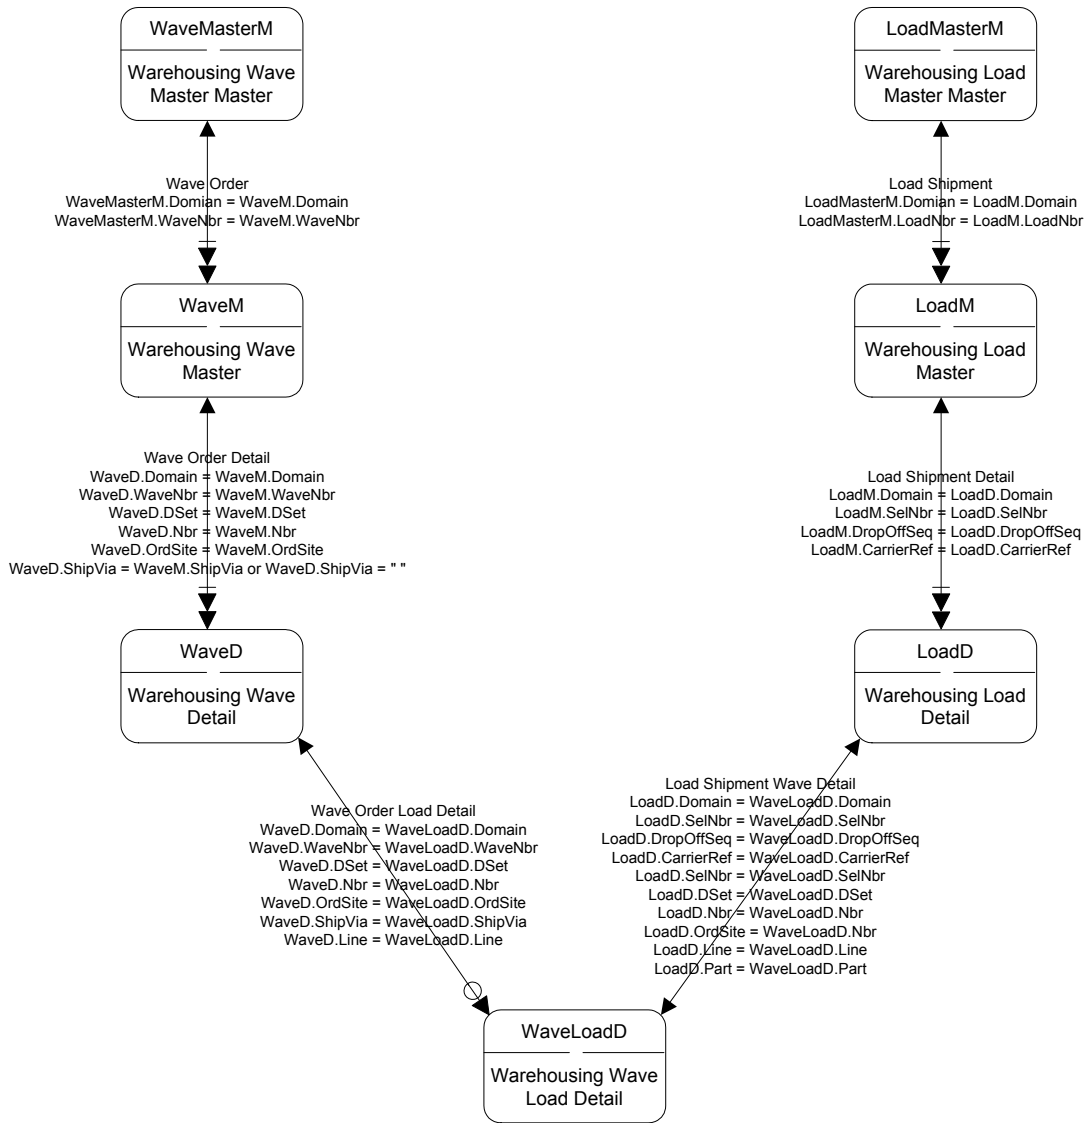 WaveMasterM
Warehousing Wave
Master Master
LoadMasterM
Warehousing Load
Master Master
Wave Order
WaveMasterM.Domian = WaveM.Domain
WaveMasterM.WaveNbr = WaveM.WaveNbr
Load Shipment
LoadMasterM.Domian = LoadM.Domain
LoadMasterM.LoadNbr = LoadM.LoadNbr
WaveM
Warehousing Wave
Master
LoadM
Warehousing Load
Master
Wave Order Detail
WaveD.Domain = WaveM.Domain
WaveD.WaveNbr = WaveM.WaveNbr
WaveD.DSet = WaveM.DSet
WaveD.Nbr = WaveM.Nbr
WaveD.OrdSite = WaveM.OrdSite
WaveD.ShipVia = WaveM.ShipVia or WaveD.ShipVia = " "
Load Shipment Detail
LoadM.Domain = LoadD.Domain
LoadM.SelNbr = LoadD.SelNbr
LoadM.DropOffSeq = LoadD.DropOffSeq
LoadM.CarrierRef = LoadD.CarrierRef
WaveD
Warehousing Wave
Detail
LoadD
Warehousing Load
Detail
Wave Order Load Detail
WaveD.Domain = WaveLoadD.Domain
WaveD.WaveNbr = WaveLoadD.WaveNbr
WaveD.DSet = WaveLoadD.DSet
WaveD.Nbr = WaveLoadD.Nbr
WaveD.OrdSite = WaveLoadD.OrdSite
WaveD.ShipVia = WaveLoadD.ShipVia
WaveD.Line = WaveLoadD.Line
Load Shipment Wave Detail
LoadD.Domain = WaveLoadD.Domain
LoadD.SelNbr = WaveLoadD.SelNbr
LoadD.DropOffSeq = WaveLoadD.DropOffSeq
LoadD.CarrierRef = WaveLoadD.CarrierRef
LoadD.SelNbr = WaveLoadD.SelNbr
LoadD.DSet = WaveLoadD.DSet
LoadD.Nbr = WaveLoadD.Nbr
LoadD.OrdSite = WaveLoadD.Nbr
LoadD.Line = WaveLoadD.Line
LoadD.Part = WaveLoadD.Part
WaveLoadD
Warehousing Wave
Load Detail